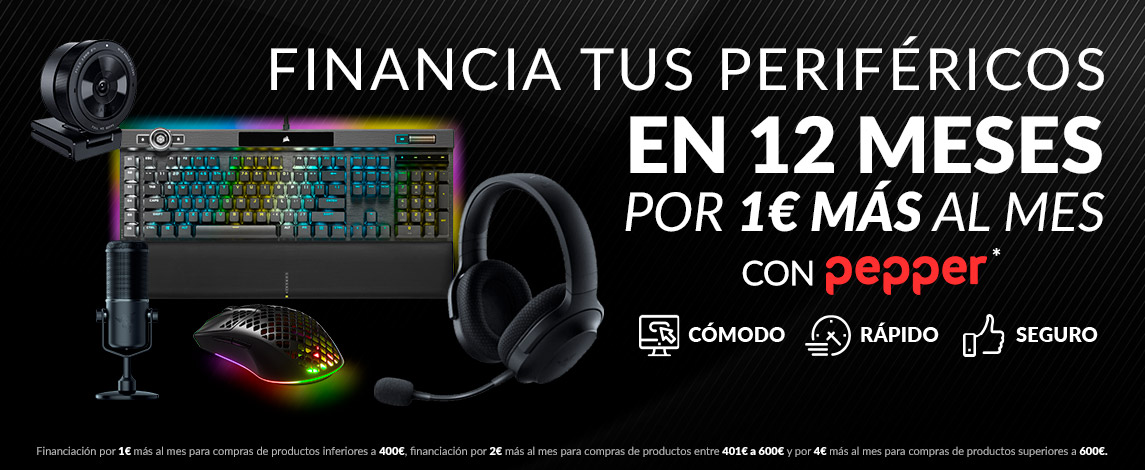 FINANCIA TUS PERIFÉRICOS
EN 12 MESES
POR 1€ MÁS AL MES
CON pepper*
CÓMODO RÁPIDO SEGURO
Financiación por 1€ más al mes para compras de productos inferiores a 400€, financiación por 2€ más al mes para compras de productos entre 401€ a 600€ y por 4€ más al mes para compras de productos superiores a 600€.